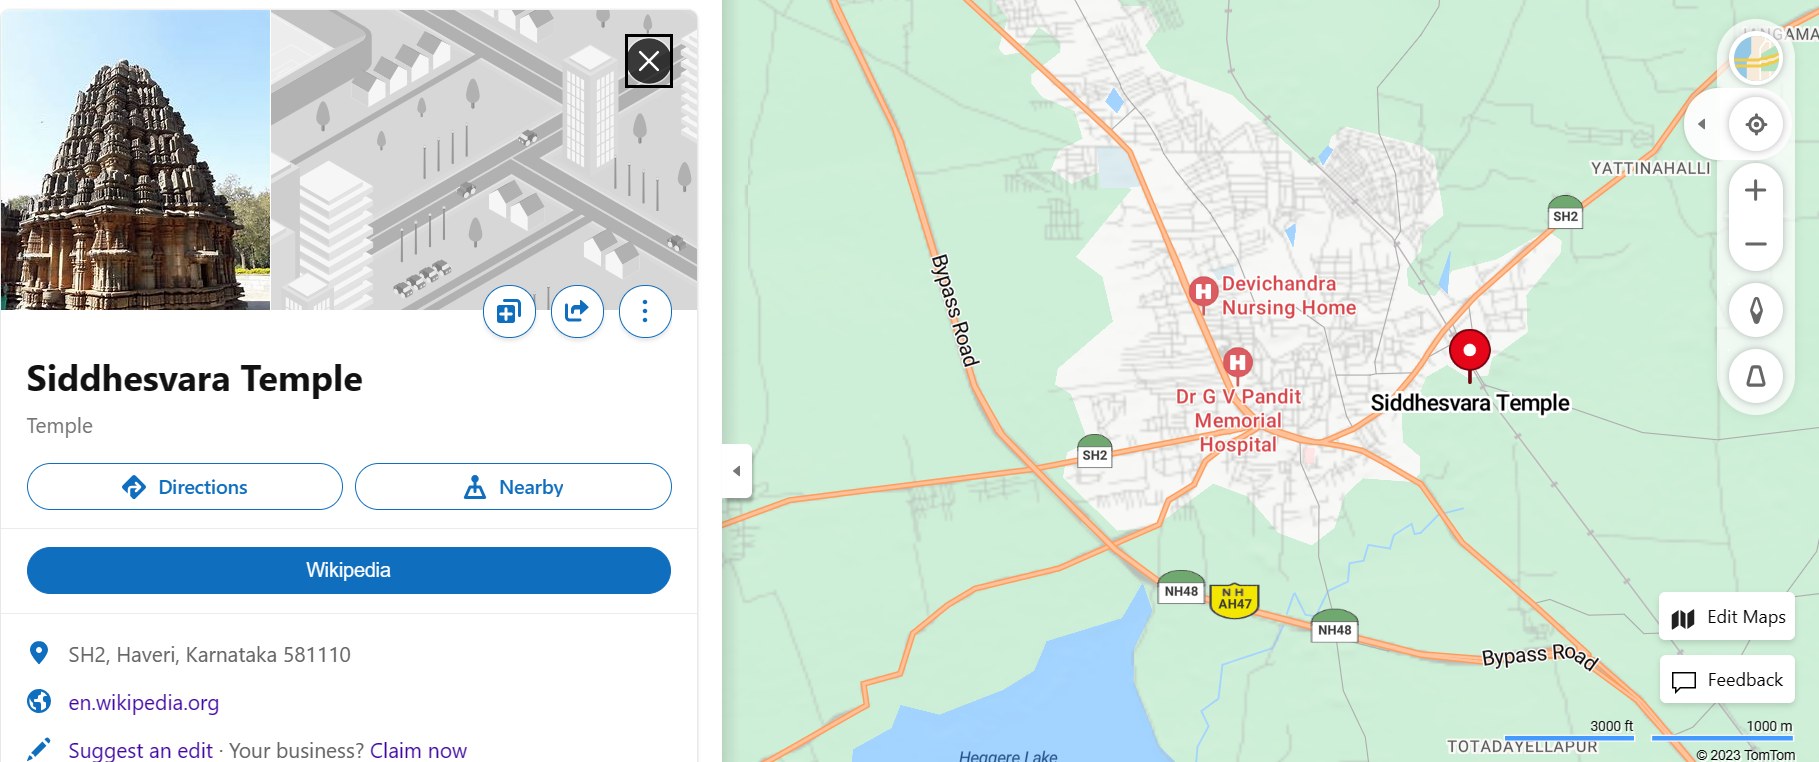 Siddhesvara Temple
Temple
Directions
Nearby
Wikipedia
SH2, Haveri, Karnataka 581110
en.wikipedia.org
Suggest an edit · Your business? Claim now
YATTINAHALLI
SH2
Bypass Road
Devichandra
Nursing Home
Dr G V Pandit
Memorial
Hospital
Siddhesvara Temple
SH2
NH48
NH
AH47
NH48
Bypass Road
Edit Maps
Feedback
3000 ft
1000 m
TOTADAYELLAPUR
Heggere Lake
© 2023 TomTom